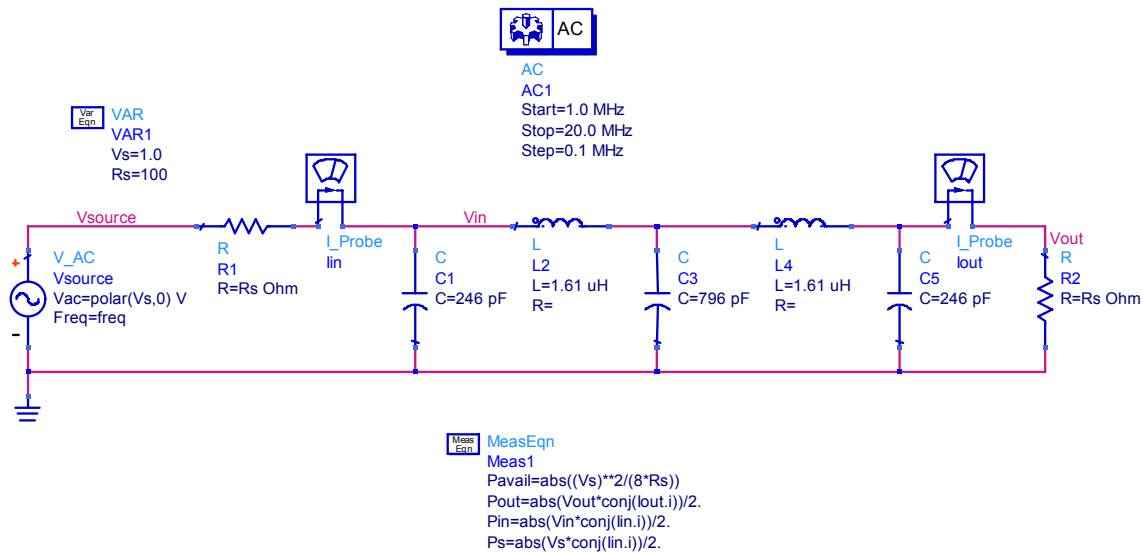 AC
AC
AC1
Start=1.0 MHz
Stop=20.0 MHz
Step=0.1 MHz
Var
Eqn
VAR
VAR1
Vs=1.0
Rs=100
Vsource
Vin
Vout
+
V_AC
Vsource
Vac=polar(Vs,0) V
Freq=freq
-
R
R1
R=Rs Ohm
I_Probe
Iin
C
C1
C=246 pF
L
L2
L=1.61 uH
R=
C
C3
C=796 pF
L
L4
L=1.61 uH
R=
C
C5
C=246 pF
I_Probe
Iout
R
R2
R=Rs Ohm
Meas
Eqn
MeasEqn
Meas1
Pavail=abs((Vs)**2/(8*Rs))
Pout=abs(Vout*conj(Iout.i))/2.
Pin=abs(Vin*conj(Iin.i))/2.
Ps=abs(Vs*conj(Iin.i))/2.